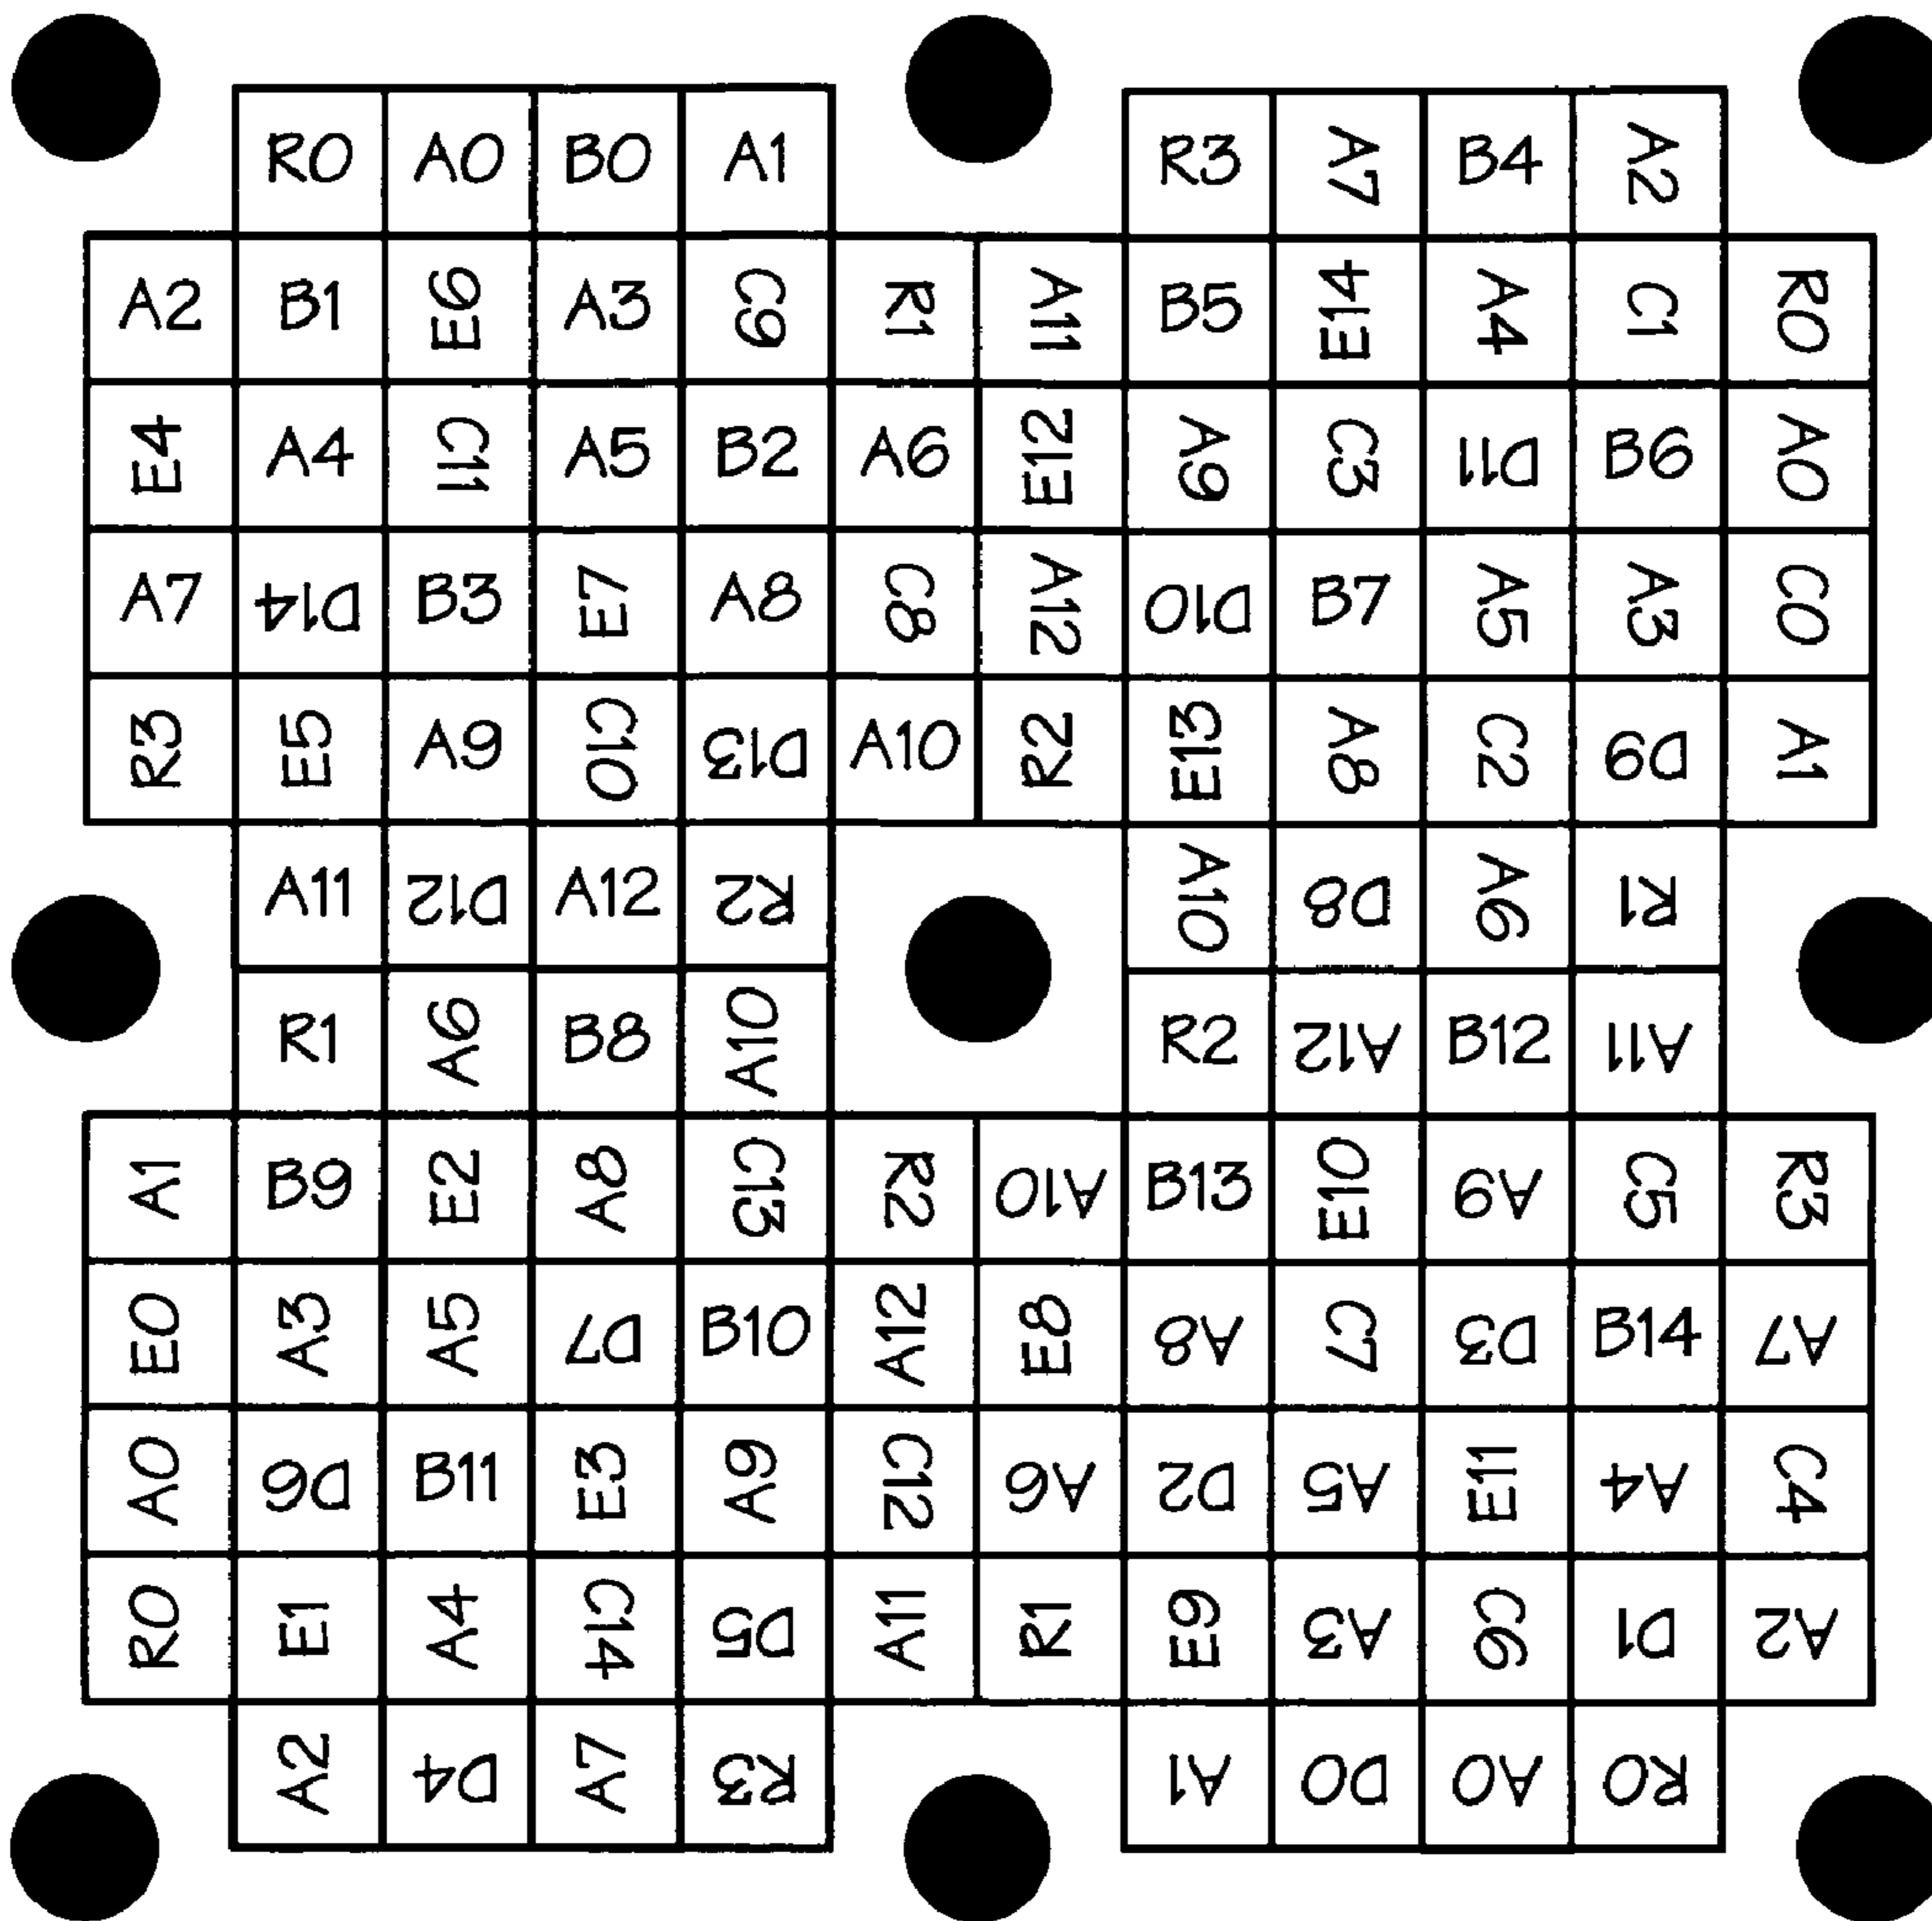 R0 A0 B0 A1 R3 A7 B4 A2
A2 B1 E6 A3 C9 R1 A11 B5 E14 A4 C1 R0
E4 A4 C11 A5 B2 A6 E12 A9 C3 D11 B6 A0
A7 D14 B3 E7 A8 C8 A12 D10 B7 A5 A3 C0
R3 E5 A9 C10 D13 A10 R2 E13 A8 C2 D9 A1
A11 D12 A12 R2 A10 D8 A6 R1
R1 A6 B8 A10 R2 A12 B12 A11
A1 B9 E2 A8 C13 R2 A10 B13 E10 A9 C5 R3
E0 A3 A5 D7 B10 A12 E8 A8 C7 D3 B14 A7
A0 D6 B11 E3 A9 C12 A6 D2 A5 E11 A4 C4
R0 E1 A4 C14 D5 A11 R1 E9 A3 C6 D1 A2
A2 D4 A7 R3 A1 D0 A0 R0